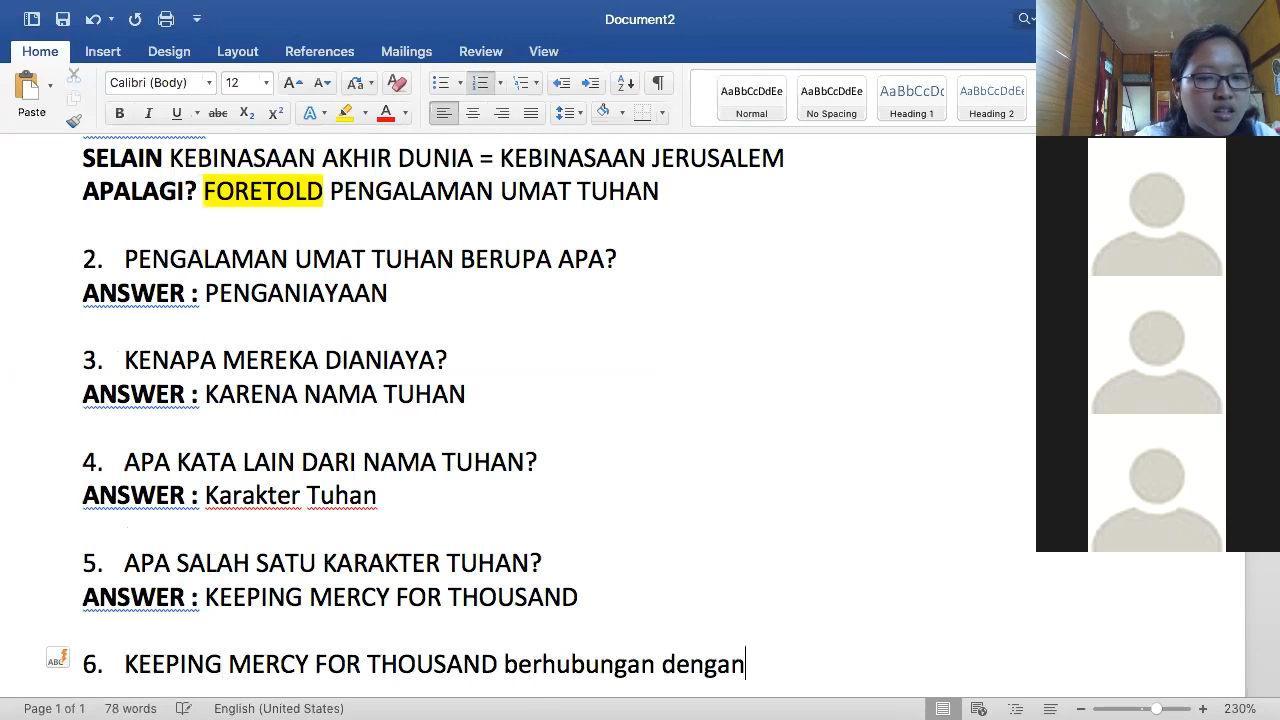 Document2
Home Insert Design Layout References Mailings Review View
Paste
Calibri (Body) 12
AaBbCcDdEe AaBbCcDdEe AaBbCcDc AaBbCcDdEe
Normal No Spacing Heading 1 Heading 2
SELAIN KEBINASAAN AKHIR DUNIA = KEBINASAAN JERUSALEM
APALAGI? FORETOLD PENGALAMAN UMAT TUHAN
2. PENGALAMAN UMAT TUHAN BERUPA APA?
ANSWER : PENGANIAYAAN
3. KENAPA MEREKA DIANIAYA?
ANSWER : KARENA NAMA TUHAN
4. APA KATA LAIN DARI NAMA TUHAN?
ANSWER : Karakter Tuhan
5. APA SALAH SATU KARAKTER TUHAN?
ANSWER : KEEPING MERCY FOR THOUSAND
6. KEEPING MERCY FOR THOUSAND berhubungan dengan
Page 1 of 1 78 words English (United States) 230%